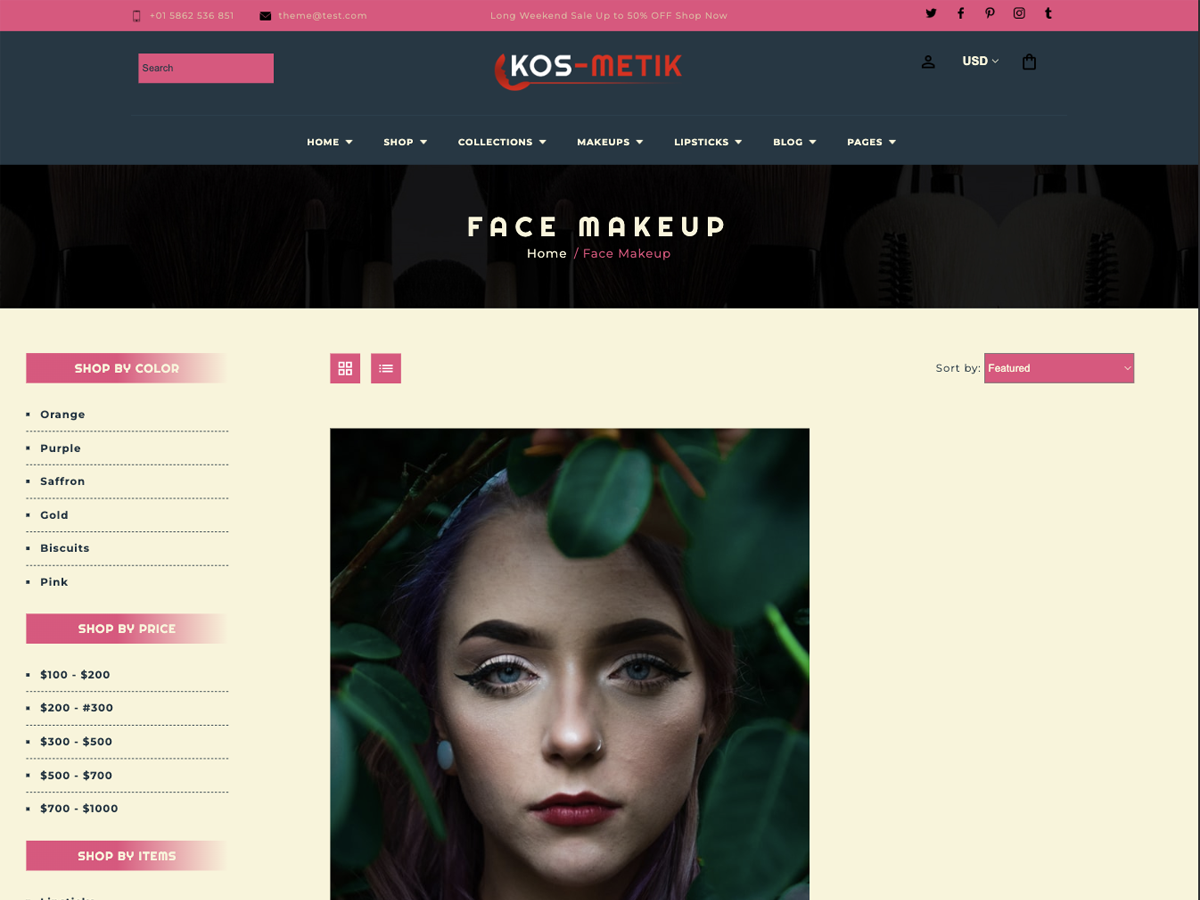 +01 5862 536 851 theme@test.com Long Weekend Sale Up to 50% OFF Shop Now
Search
KOS-METIK
USD
HOME SHOP COLLECTIONS MAKEUPS LIPSTICKS BLOG PAGES
FACE MAKEUP
Home / Face Makeup
SHOP BY COLOR
Orange
Purple
Saffron
Gold
Biscuits
Pink
SHOP BY PRICE
$100 - $200
$200 - #300
$300 - $500
$500 - $700
$700 - $1000
SHOP BY ITEMS
Sort by: Featured